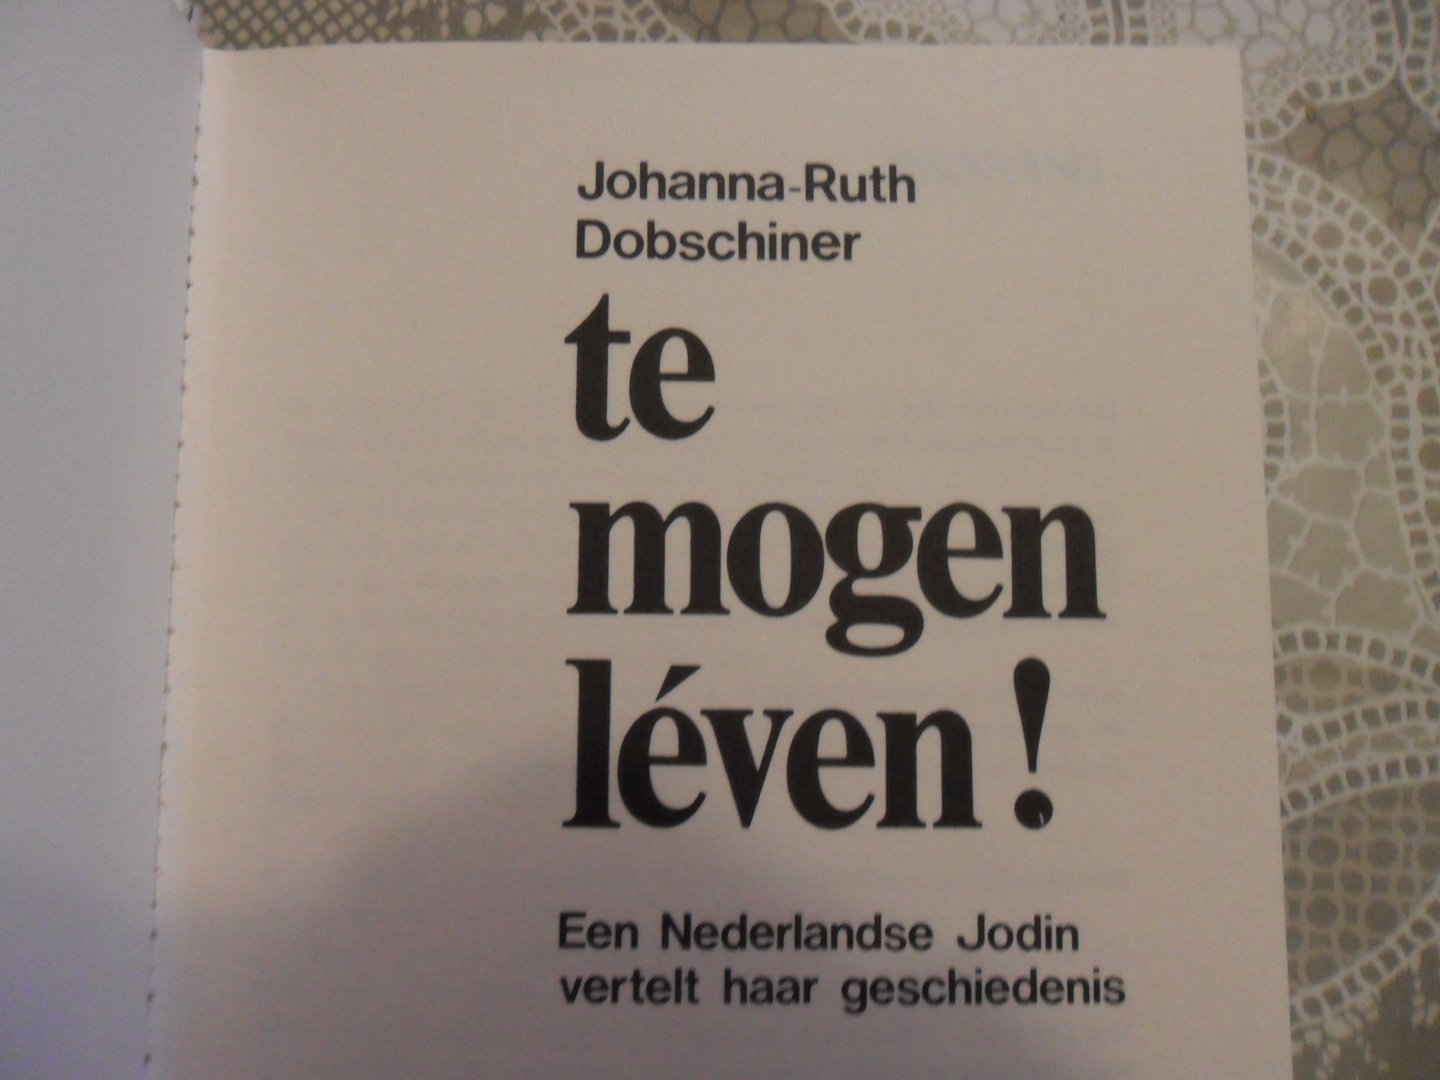 Johanna-Ruth
Dobschiner
te
mogen
léven!
Een Nederlandse Jodin
vertelt haar geschiedenis